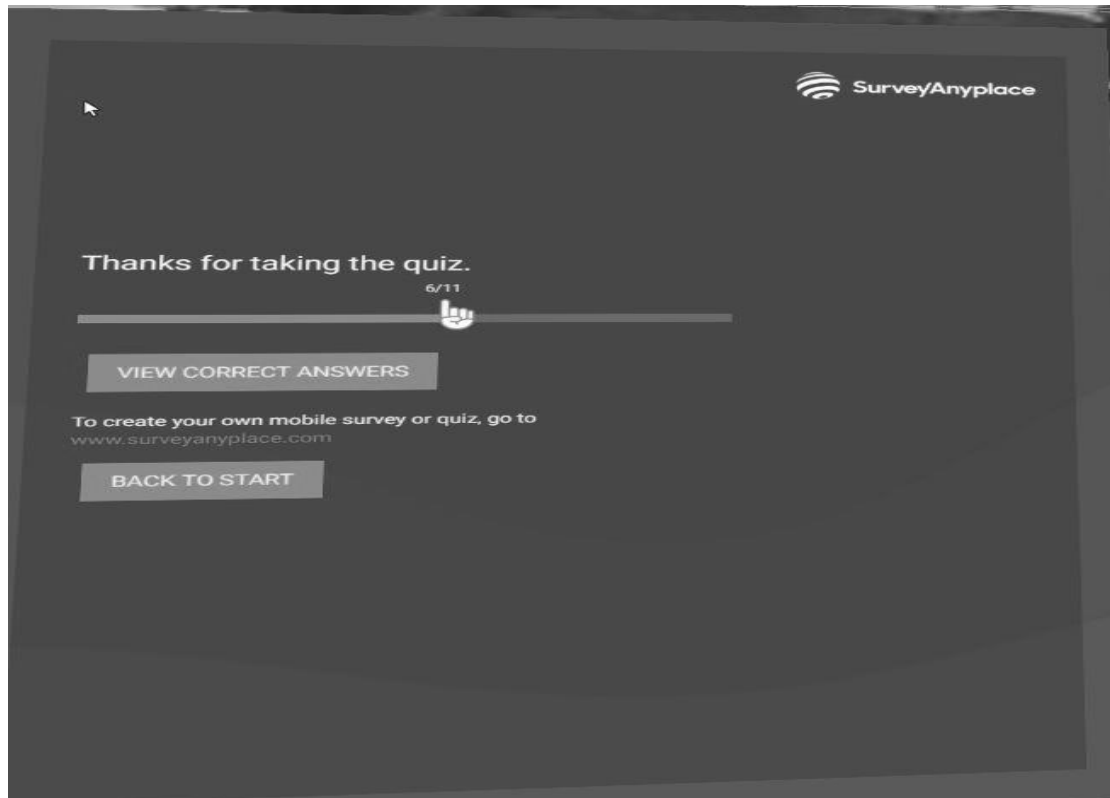 SurveyAnyplace
Thanks for taking the quiz.
6/11
VIEW CORRECT ANSWERS
To create your own mobile survey or quiz, go to
www.surveyanyplace.com
BACK TO START